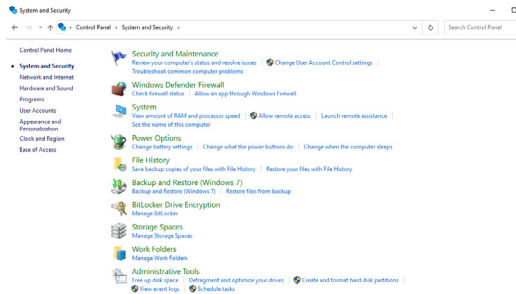 System and Security
Control Panel > System and Security >
Search Control Panel
Control Panel Home
System and Security
Network and Internet
Hardware and Sound
Programs
User Accounts
Appearance and
Personalization
Clock and Region
Ease of Access
Security and Maintenance
Review your computer's status and resolve issues | Change User Account Control settings |
Troubleshoot common computer problems
Windows Defender Firewall
Check firewall status | Allow an app through Windows Firewall
System
View amount of RAM and processor speed | Allow remote access | Launch remote assistance |
See the name of this computer
Power Options
Change battery settings | Change what the power buttons do | Change when the computer sleeps
File History
Save backup copies of your files with File History | Restore your files with File History
Backup and Restore (Windows 7)
Backup and Restore (Windows 7) | Restore files from backup
BitLocker Drive Encryption
Manage BitLocker
Storage Spaces
Manage Storage Spaces
Work Folders
Manage Work Folders
Administrative Tools
Free up disk space | Defragment and optimize your drives | Create and format hard disk partitions |
View event logs | Schedule tasks